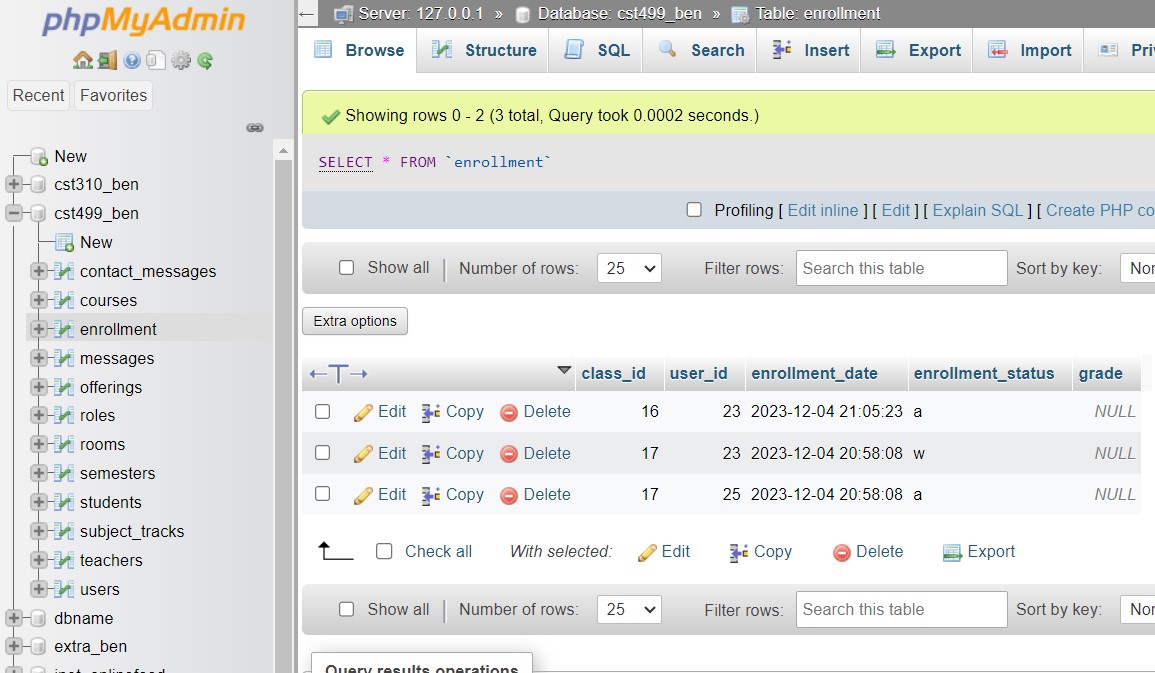 phpMyAdmin
Recent Favorites
New
cst310_ben
cst499_ben
New
contact_messages
courses
enrollment
messages
offerings
roles
rooms
semesters
students
subject_tracks
teachers
users
dbname
extra_ben
Server: 127.0.0.1 » Database: cst499_ben » Table: enrollment
Browse Structure SQL Search Insert Export Import
Showing rows 0 - 2 (3 total, Query took 0.0002 seconds.)
SELECT * FROM `enrollment`
Profiling [ Edit inline ] [ Edit ] [ Explain SQL ] [ Create PHP co
Show all Number of rows: 25 Filter rows: Search this table Sort by key: Nor
Extra options
←T→ class_id user_id enrollment_date enrollment_status grade
Edit Copy Delete 16 23 2023-12-04 21:05:23 a NULL
Edit Copy Delete 17 23 2023-12-04 20:58:08 w NULL
Edit Copy Delete 17 25 2023-12-04 20:58:08 a NULL
Check all With selected: Edit Copy Delete Export
Show all Number of rows: 25 Filter rows: Search this table Sort by key: Nor
Query results operations